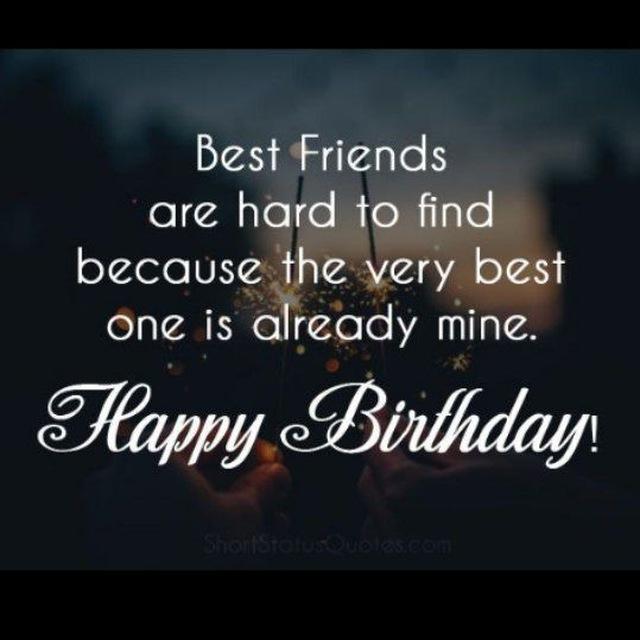 Best Friends
are hard to find
because the very best
one is already mine.
Happy Birthday!
ShortStatusQuotes.com